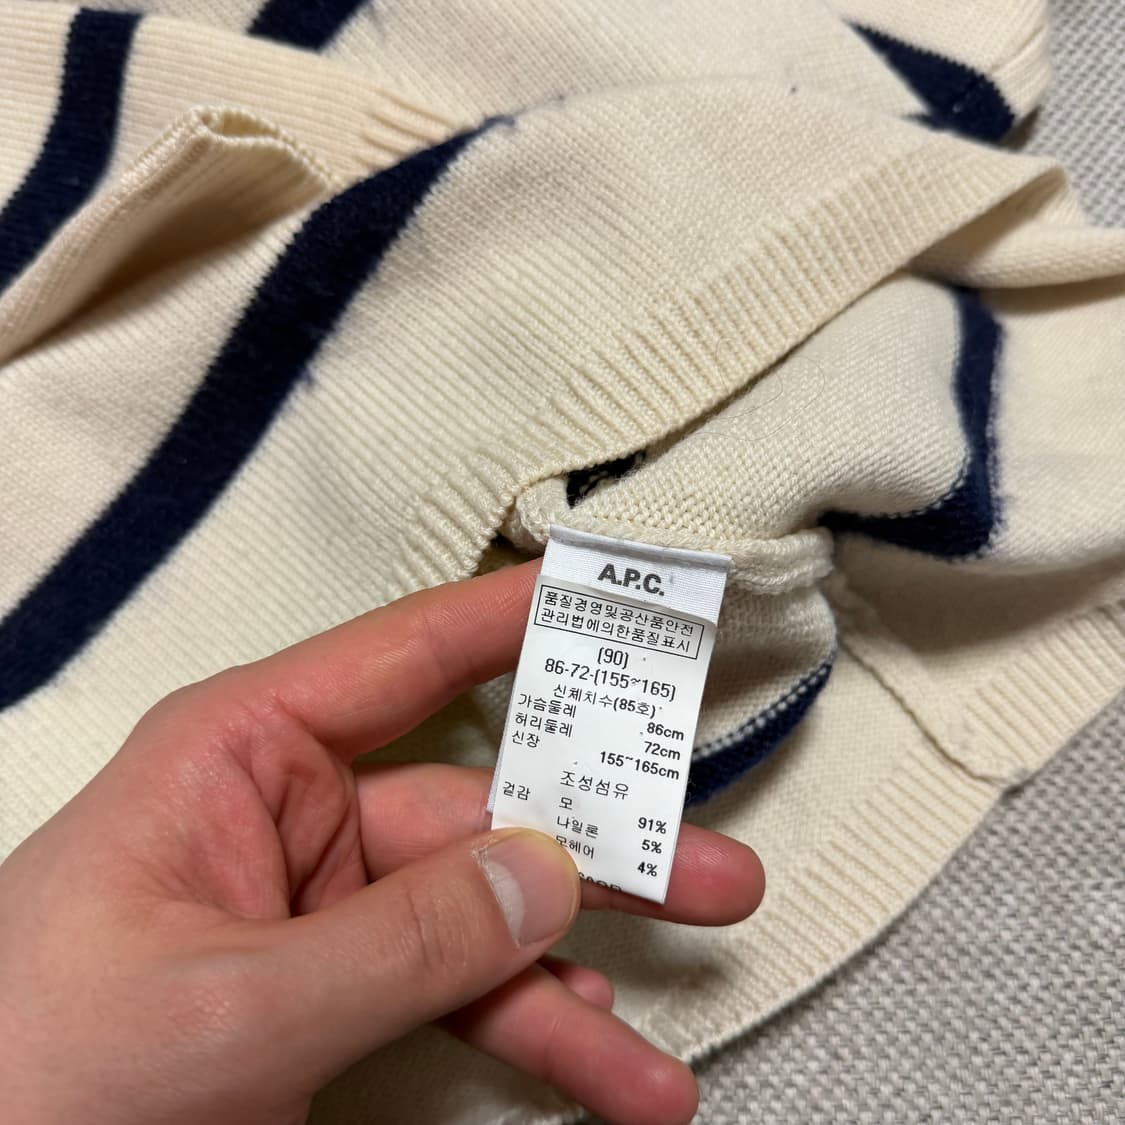 A.P.C.
품질경영및공산품안전
관리법에의한품질표시
(90)
86-72-(155~165)
신체치수(85호)
가슴둘레 86cm
허리둘레 72cm
신장 155~165cm
조성섬유
겉감 모 91%
나일론 5%
모헤어 4%